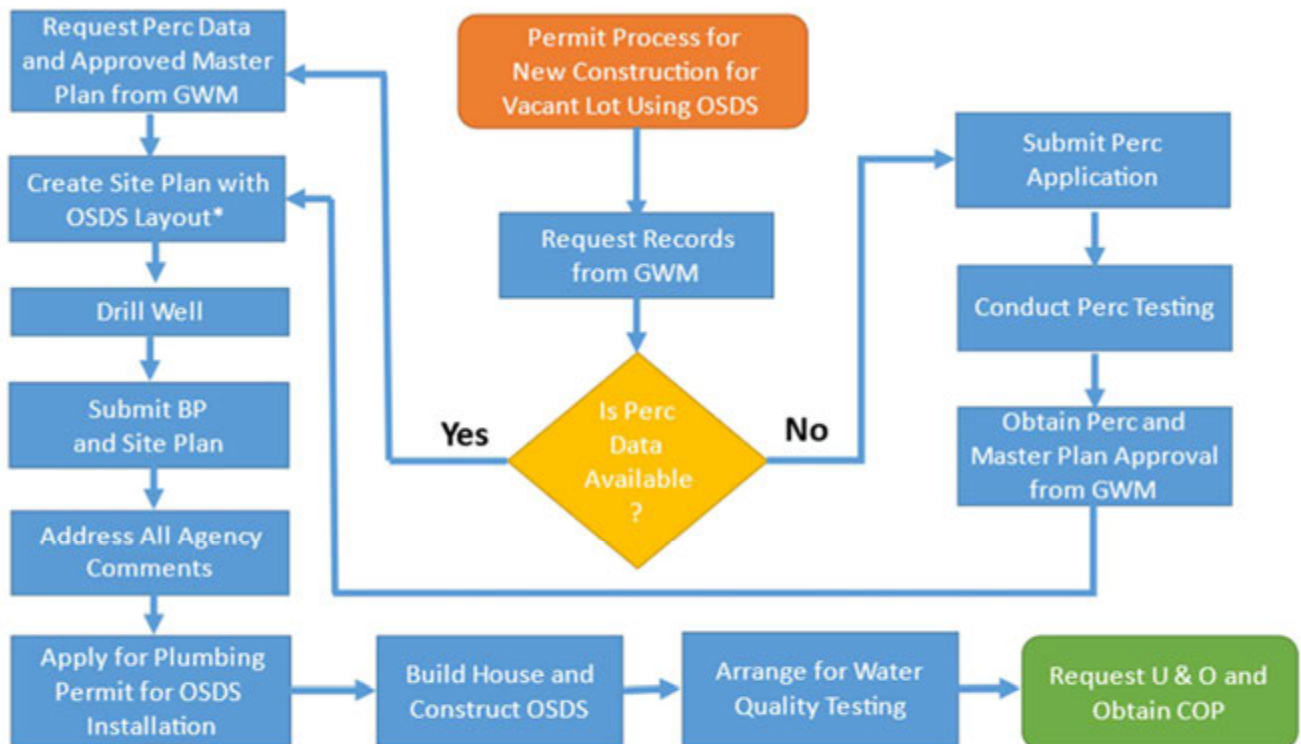 Permit Process for
New Construction for
Vacant Lot Using OSDS
Request Records
from GWM
Is Perc
Data
Available
?
Yes
Request Perc Data
and Approved Master
Plan from GWM
No
Submit Perc
Application
Conduct Perc Testing
Obtain Perc and
Master Plan Approval
from GWM
Create Site Plan with
OSDS Layout*
Drill Well
Submit BP
and Site Plan
Address All Agency
Comments
Apply for Plumbing
Permit for OSDS
Installation
Build House and
Construct OSDS
Arrange for Water
Quality Testing
Request U & O and
Obtain COP